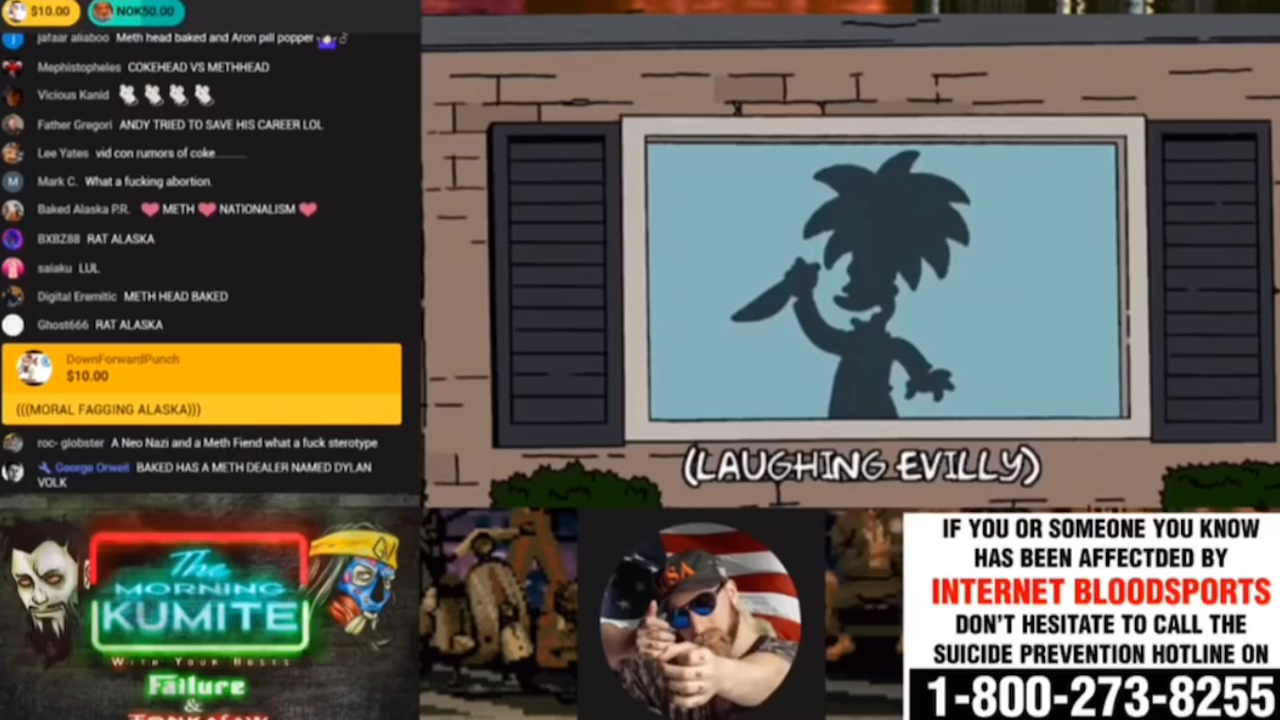 $10.00
NOK50.00
jafaar aliaboo Meth head baked and Aron pill popper
Mephistopheles COKEHEAD VS METHHEAD
Vicious Kanid
Father Gregori ANDY TRIED TO SAVE HIS CAREER LOL
Lee Yates vid con rumors of coke.........
M Mark C. What a fucking abortion.
Baked Alaska P.R. METH NATIONALISM
BXBZ88 RAT ALASKA
saiaku LUL
Digital Eremitic METH HEAD BAKED
Ghost666 RAT ALASKA
DownForwardPunch
$10.00
(((MORAL FAGGING ALASKA)))
roc- globster A Neo Nazi and a Meth Fiend what a fuck sterotype
George Orwell BAKED HAS A METH DEALER NAMED DYLAN
VOLK
(LAUGHING EVILLY)
The
MORNING
KUMITE
WITH YOUR HOSTS
Failure
&
IF YOU OR SOMEONE YOU KNOW
HAS BEEN AFFECTDED BY
INTERNET BLOODSPORTS
DON'T HESITATE TO CALL THE
SUICIDE PREVENTION HOTLINE ON
1-800-273-8255